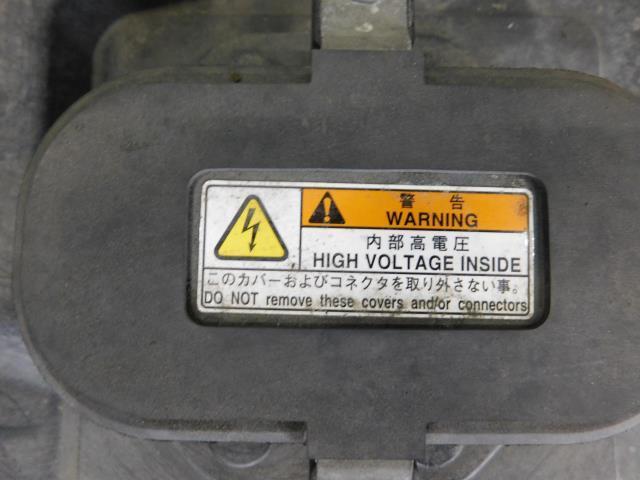 警告
WARNING
内部高電圧
HIGH VOLTAGE INSIDE
このカバーおよびコネクタを取り外さない事。
DO NOT remove these covers and/or connectors